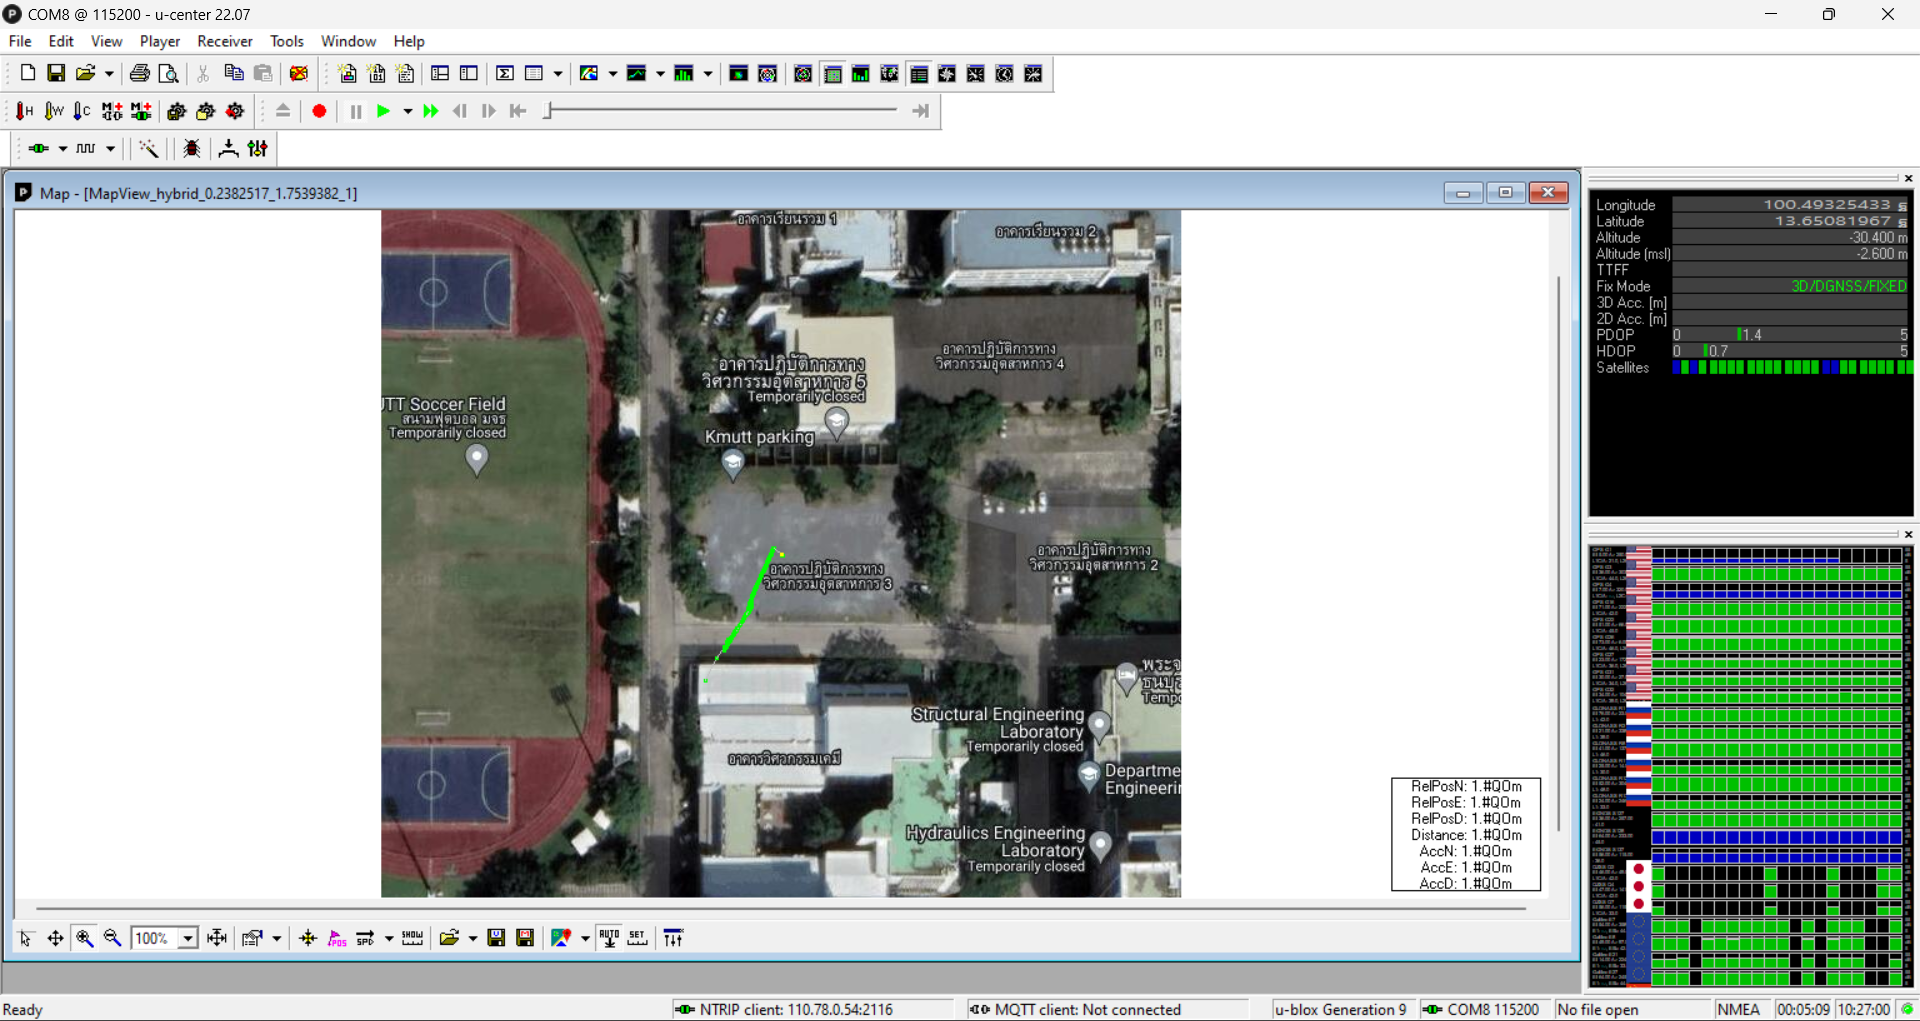 COM8 @ 115200 - u-center 22.07
File Edit View Player Receiver Tools Window Help
Map - [MapView_hybrid_0.2382517_1.7539382_1]
อาคารเรียนรวม 1
อาคารเรียนรวม 2
อาคารปฏิบัติการทาง
วิศวกรรมอุตสาหการ 4
อาคารปฏิบัติการทาง
วิศวกรรมอุตสาหการ 5
Temporarily closed
JTT Soccer Field
สนามฟุตบอล มจธ
Temporarily closed
Kmutt parking
อาคารปฏิบัติการทาง
วิศวกรรมอุตสาหการ 3
อาคารปฏิบัติการทาง
วิศวกรรมอุตสาหการ 2
พระจ
ธนบุร
Tempo
Structural Engineering
Laboratory
Temporarily closed
อาคารวิศวกรรมเคมี
Departme
Engineerin
Hydraulics Engineering
Laboratory
Temporarily closed
RelPosN: 1.#QOm
RelPosE: 1.#QOm
RelPosD: 1.#QOm
Distance: 1.#QOm
AccN: 1.#QOm
AccE: 1.#QOm
AccD: 1.#QOm
100%
POS
SPD
SHOW
AUTO
SET
Longitude 100.49325433
Latitude 13.65081967
Altitude -30.400 m
Altitude (msl) -2.600 m
TTFF
Fix Mode 3D/DGNSS/FIXED
3D Acc. [m]
2D Acc. [m]
PDOP 0 1.4 5
HDOP 0 0.7 5
Satellites
Ready
NTRIP client: 110.78.0.54:2116
MQTT client: Not connected
u-blox Generation 9
COM8 115200
No file open
NMEA
00:05:09
10:27:00